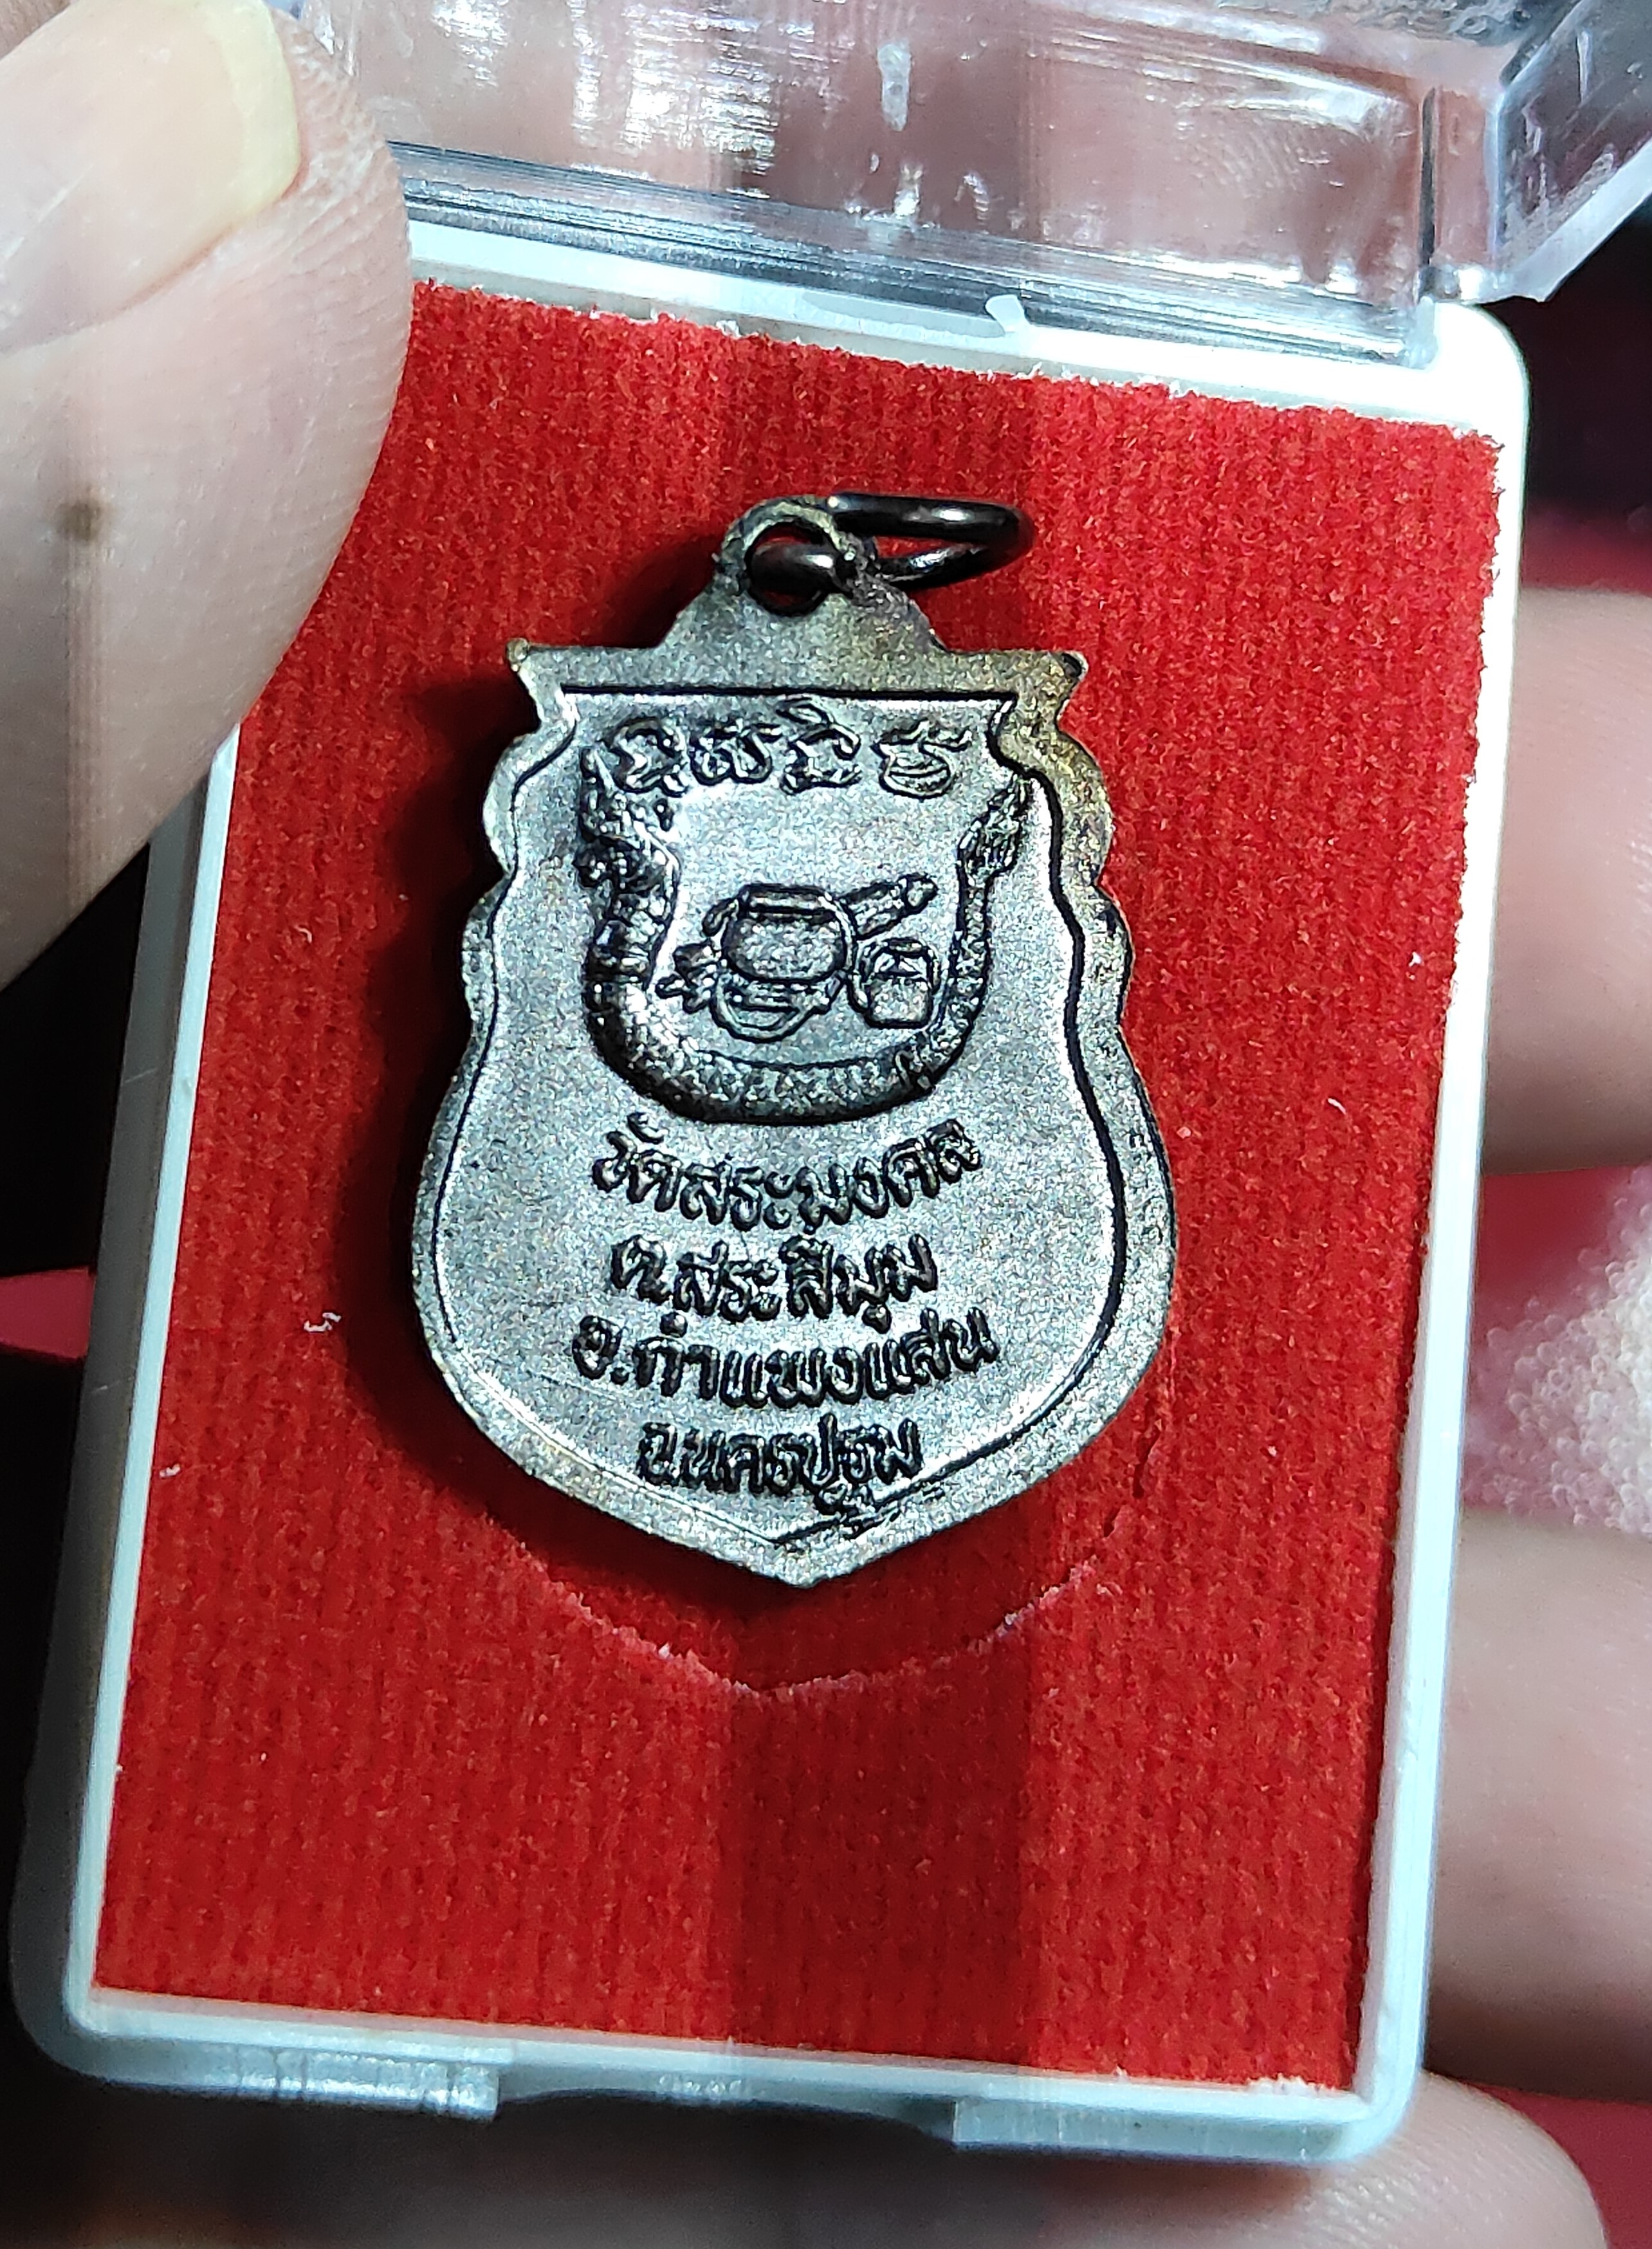 วัดสระมงคล
ต.สระสี่มุม
อ.กำแพงแสน
จ.นครปฐม